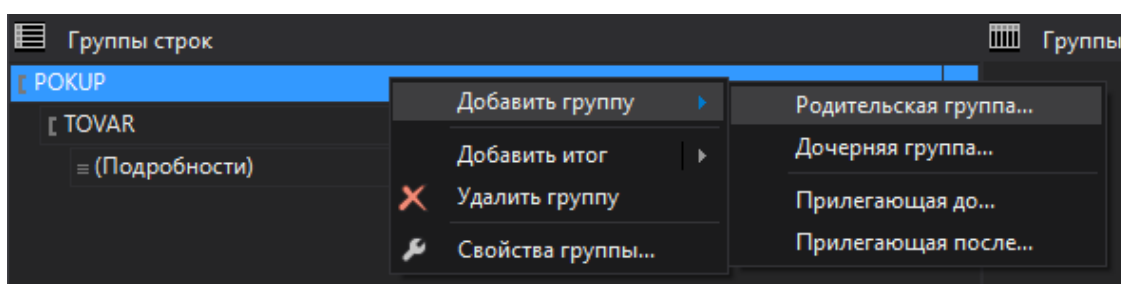 Группы строк
Группы
POKUP
TOVAR
(Подробности)
Добавить группу
Добавить итог
Удалить группу
Свойства группы...
Родительская группа...
Дочерняя группа...
Прилегающая до...
Прилегающая после...